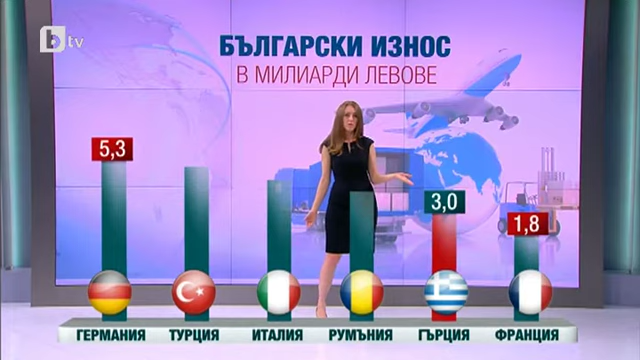 btv
БЪЛГАРСКИ ИЗНОС
В МИЛИАРДИ ЛЕВОВЕ
5,3
3,0
1,8
ГЕРМАНИЯ ТУРЦИЯ ИТАЛИЯ РУМЪНИЯ ГЪРЦИЯ ФРАНЦИЯ